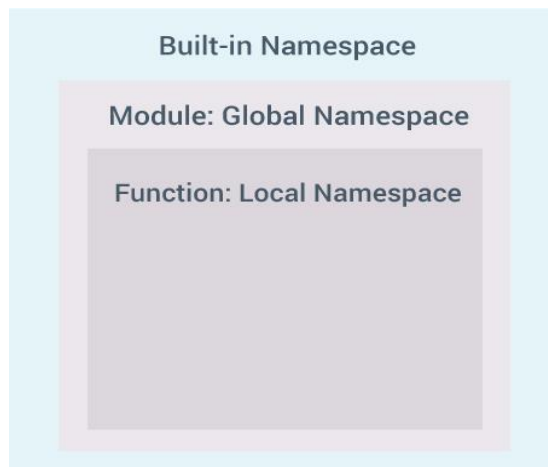 Built-in Namespace
Module: Global Namespace
Function: Local Namespace